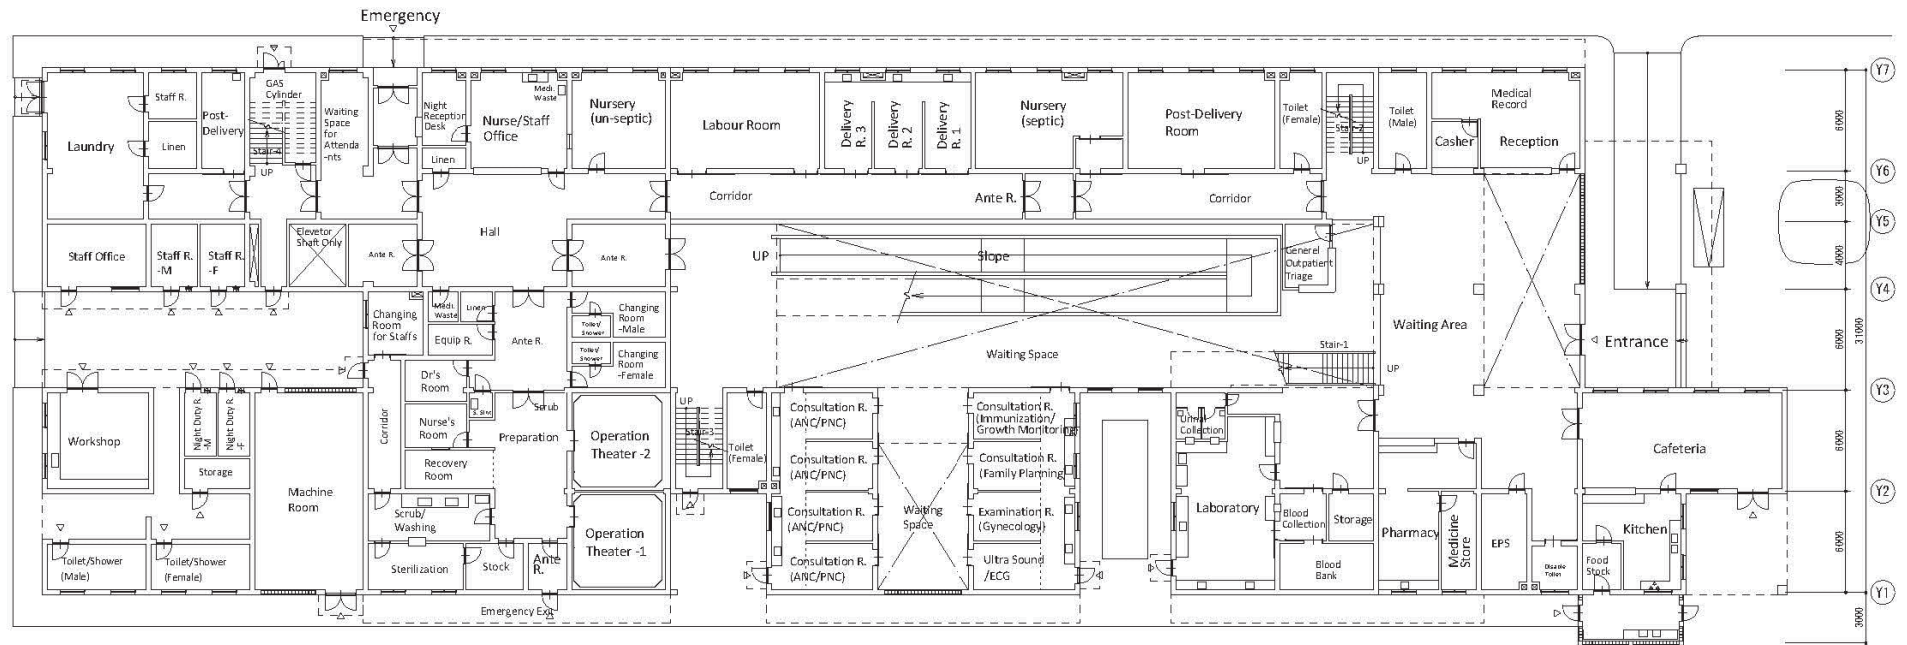 Emergency
Y7
GAS
Cylinder
Staff R.
Post-
Delivery
Waiting
Space
for
Attenda
-nts
Night
Reception
Desk
Medi.
Waste
Nurse/Staff
Office
Nursery
(un-septic)
Labour Room
Delivery
R. 3
Delivery
R. 2
Delivery
R. 1
Nursery
(septic)
Post-Delivery
Room
Toilet
(Female)
Stair-2
UP
Toilet
(Male)
Medical
Record
Casher
Reception
6000
Laundry
Linen
Stair-4
UP
Linen
Y6
Corridor
Ante R.
Corridor
3000
Y5
Staff Office
Staff R.
-M
Staff R.
-F
Elevetor
Shaft Only
Ante R.
Hall
Ante R.
UP
Slope
Generel
Outpatient
Triage
4000
Y4
Changing
Room
for Staffs
Medi.
Waste
Linen
Equip R.
Ante R.
Toilet/
Shower
Changing
Room
-Male
Toilet/
Shower
Changing
Room
-Female
Waiting Space
Stair-1
UP
Waiting Area
Entrance
6000
31000
Y3
Dr's
Room
Nurse's
Room
Recovery
Room
Corridor
Scrub
Preparation
Operation
Theater -2
UP
Stair-3
Toilet
(Female)
Consultation R.
(ANC/PNC)
Consultation R.
(ANC/PNC)
Consultation R.
(Immunization/
Growth Monitoring)
Consultation R.
(Family Planning)
Urinal
Collection
Cafeteria
6000
Workshop
Night Duty R.
-M
Night Duty R.
-F
Storage
Machine
Room
Y2
Scrub/
Washing
Operation
Theater -1
Consultation R.
(ANC/PNC)
Consultation R.
(ANC/PNC)
Waiting
Space
Examination R.
(Gynecology)
Ultra Sound
/ECG
Laboratory
Blood
Collection
Storage
Blood
Bank
Pharmacy
Medicine
Store
EPS
Disable
Toilet
Food
Stock
Kitchen
6000
Toilet/Shower
(Male)
Toilet/Shower
(Female)
Sterilization
Stock
Ante
R.
Y1
Emergency Exit
3000